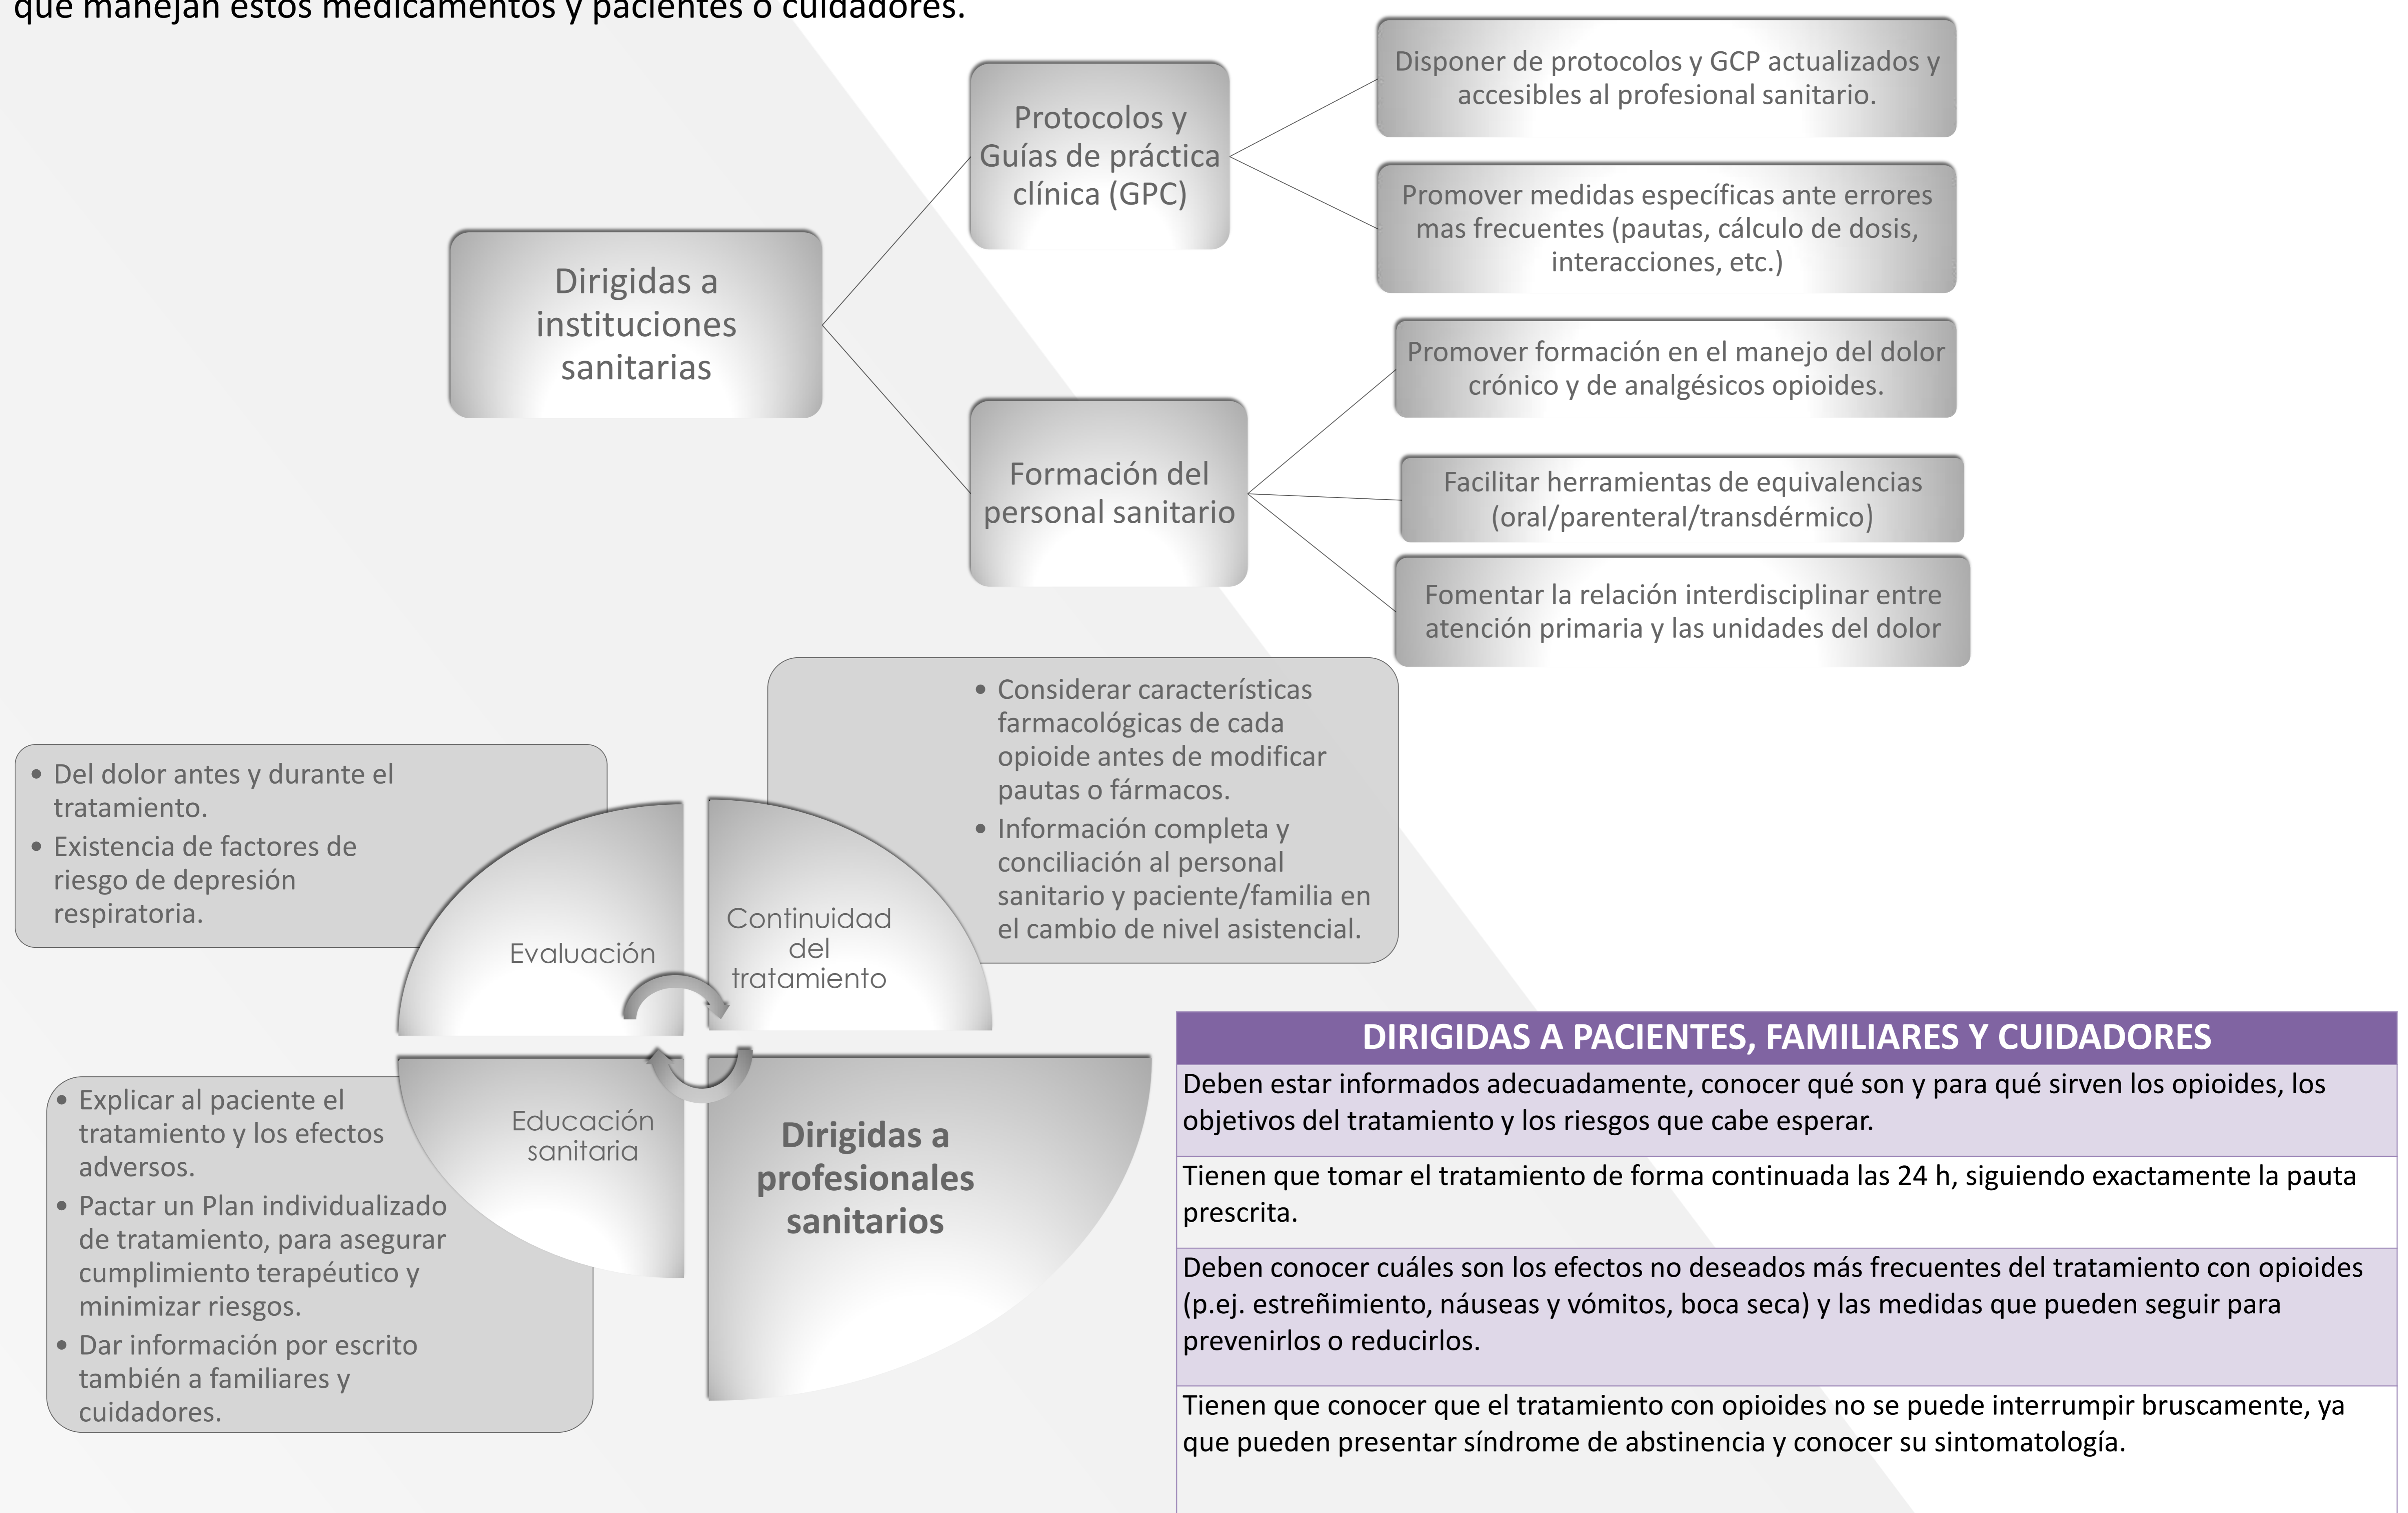 que manejan estos medicamentos y pacientes o cuidadores.
Dirigidas a
instituciones
sanitarias
Protocolos y
Guías de práctica
clínica (GPC)
Disponer de protocolos y GCP actualizados y
accesibles al profesional sanitario.
Promover medidas específicas ante errores
mas frecuentes (pautas, cálculo de dosis,
interacciones, etc.)
Formación del
personal sanitario
Promover formación en el manejo del dolor
crónico y de analgésicos opioides.
Facilitar herramientas de equivalencias
(oral/parenteral/transdérmico)
Fomentar la relación interdisciplinar entre
atención primaria y las unidades del dolor
• Del dolor antes y durante el
tratamiento.
• Existencia de factores de
riesgo de depresión
respiratoria.
Evaluación
• Considerar características
farmacológicas de cada
opioide antes de modificar
pautas o fármacos.
• Información completa y
conciliación al personal
sanitario y paciente/familia en
el cambio de nivel asistencial.
Continuidad
del
tratamiento
• Explicar al paciente el
tratamiento y los efectos
adversos.
• Pactar un Plan individualizado
de tratamiento, para asegurar
cumplimiento terapéutico y
minimizar riesgos.
• Dar información por escrito
también a familiares y
cuidadores.
Educación
sanitaria
Dirigidas a
profesionales
sanitarios
DIRIGIDAS A PACIENTES, FAMILIARES Y CUIDADORES
Deben estar informados adecuadamente, conocer qué son y para qué sirven los opioides, los
objetivos del tratamiento y los riesgos que cabe esperar.
Tienen que tomar el tratamiento de forma continuada las 24 h, siguiendo exactamente la pauta
prescrita.
Deben conocer cuáles son los efectos no deseados más frecuentes del tratamiento con opioides
(p.ej. estreñimiento, náuseas y vómitos, boca seca) y las medidas que pueden seguir para
prevenirlos o reducirlos.
Tienen que conocer que el tratamiento con opioides no se puede interrumpir bruscamente, ya
que pueden presentar síndrome de abstinencia y conocer su sintomatología.